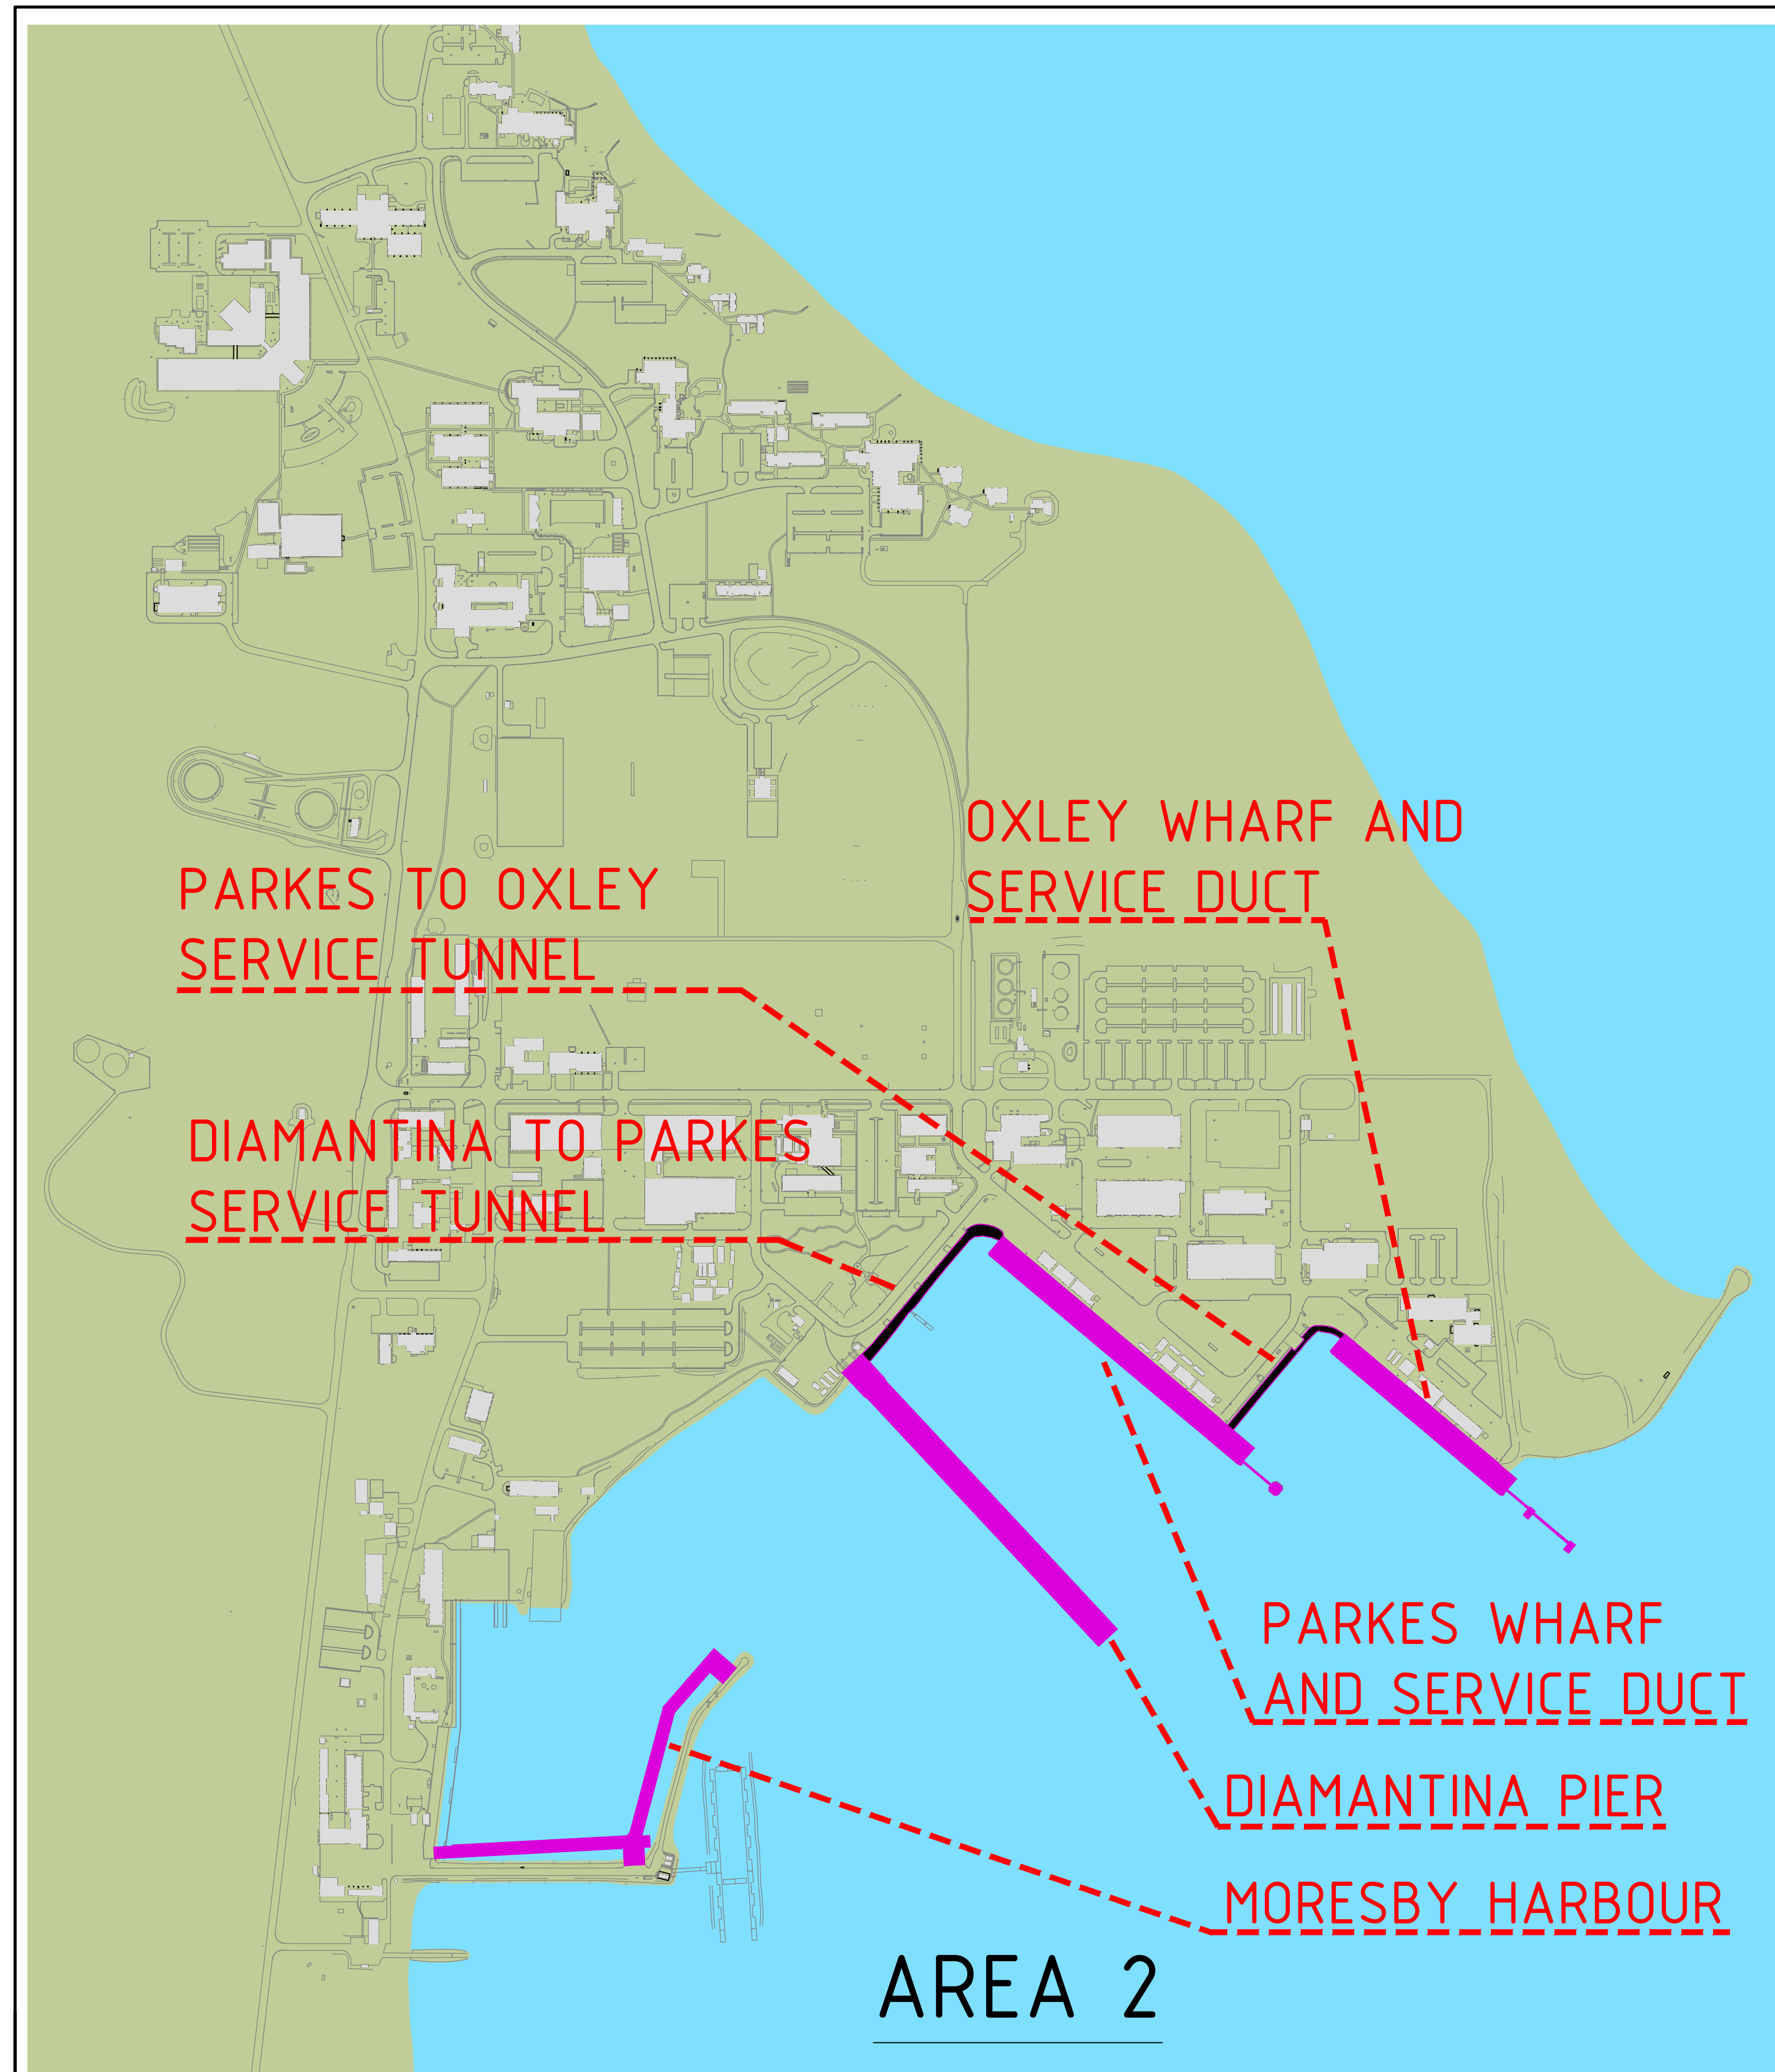 OXLEY WHARF AND
SERVICE DUCT
PARKES TO OXLEY
SERVICE TUNNEL
DIAMANTINA TO PARKES
SERVICE TUNNEL
PARKES WHARF
AND SERVICE DUCT
DIAMANTINA PIER
MORESBY HARBOUR
AREA 2